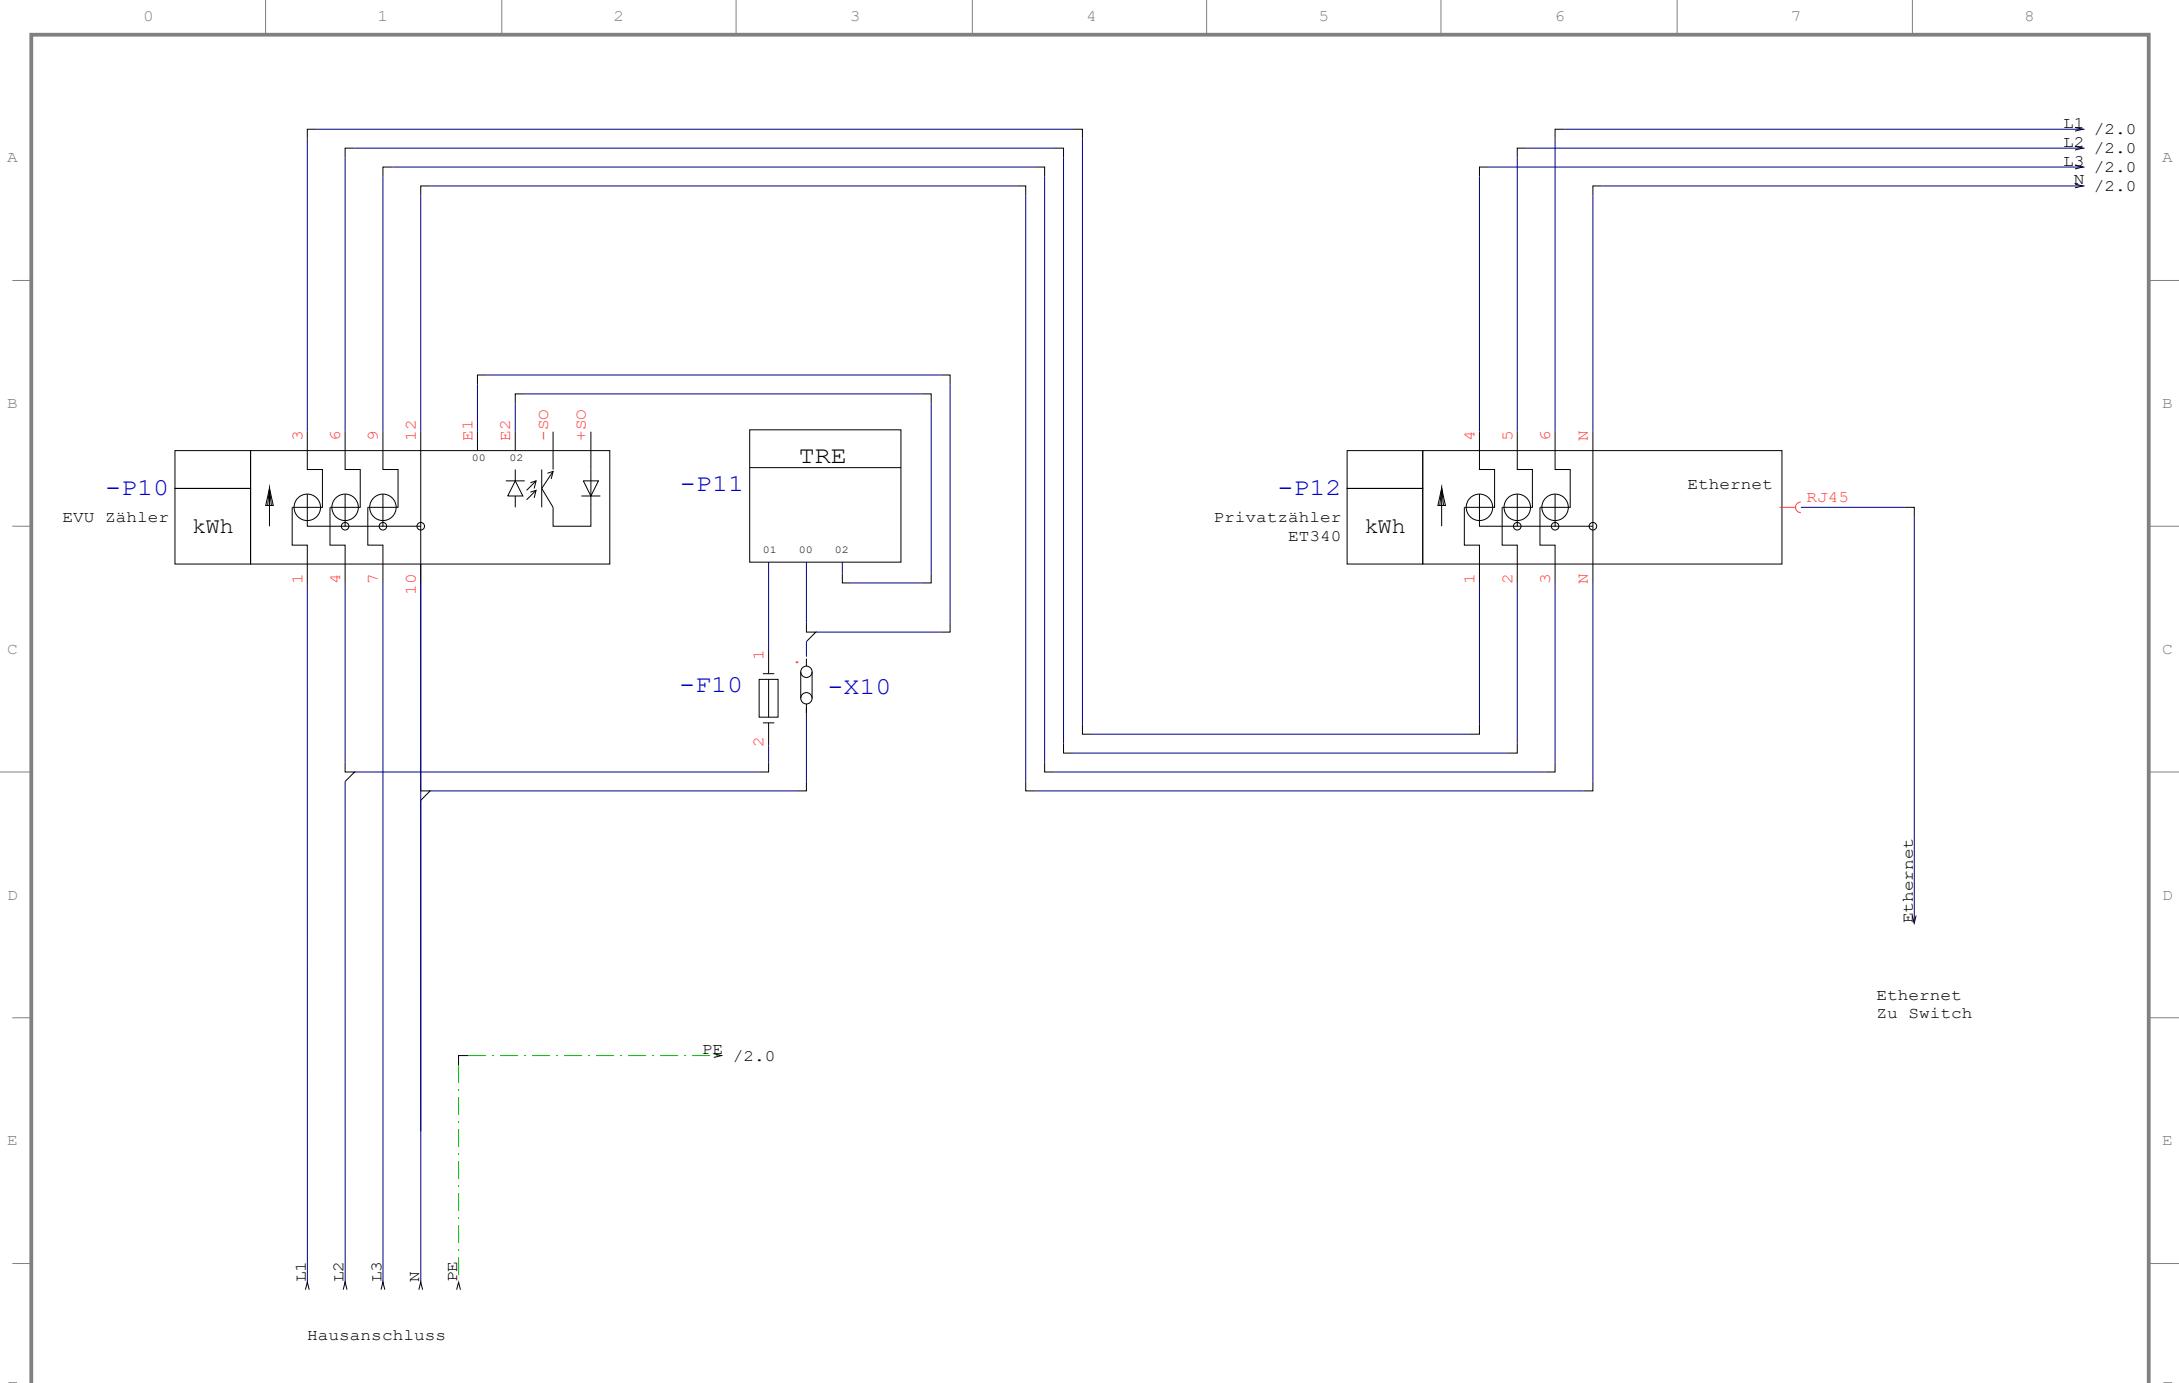 0 1 2 3 4 5 6 7 8
L1 /2.0
L2 /2.0
A L3 /2.0 A
N /2.0
B B
3 6 9 12 E1 E2 -SO +SO
4 5 6 N
00 02
TRE
-P10
-P11
-P12
Ethernet
RJ45
EVU Zähler
kWh
Privatzähler
ET340
kWh
01 00 02
1 4 7 10
1 2 3 N
C C
1
-F10
-X10
2
D D
Ethernet
Ethernet
Zu Switch
PE /2.0
E E
L1 L2 L3 N PE
Hausanschluss